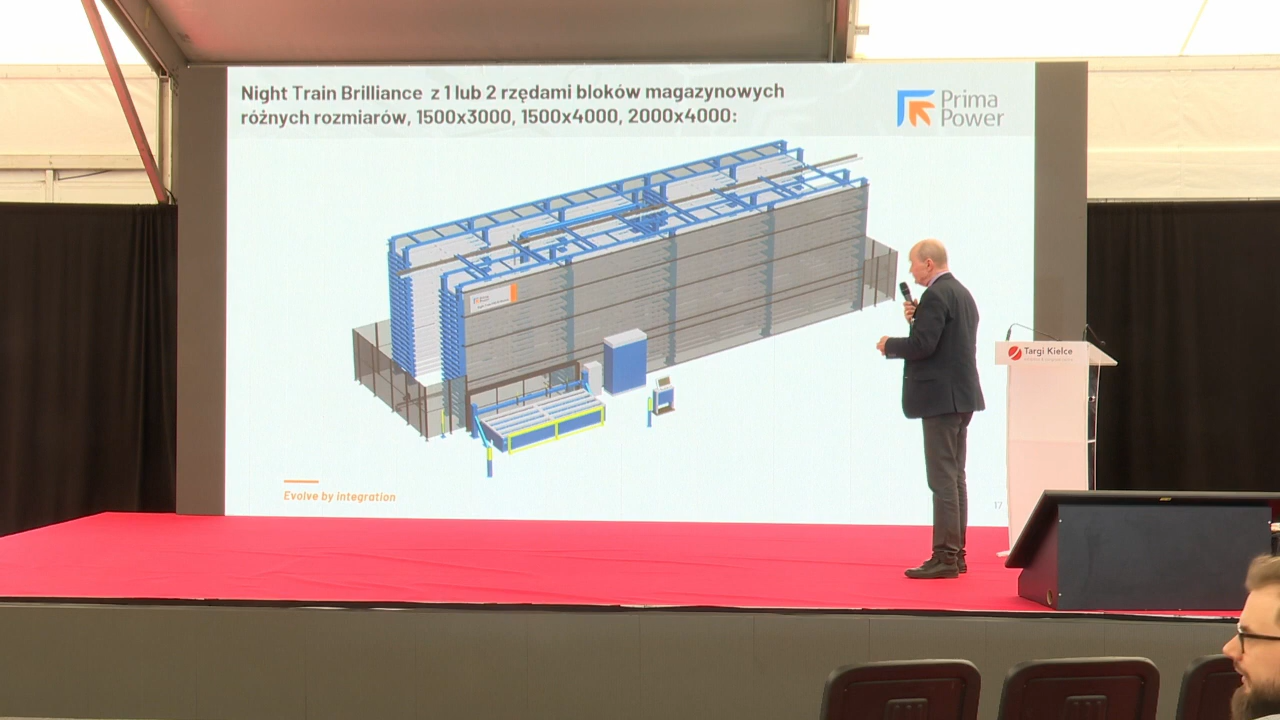 Night Train Brilliance z 1 lub 2 rzędami bloków magazynowych
różnych rozmiarów, 1500x3000, 1500x4000, 2000x4000:
Prima
Power
Targi Kielce
Evolve by integration
17